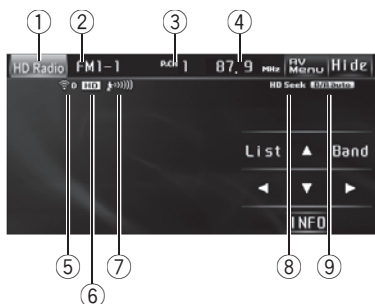 ① ② ③ ④
HD Radio FM1-1 P.CH 1 87.9 MHz AV Menu Hide
0 HD HD Seek B/B auto
List ▲ Band
◄ ▼ ►
INFO
⑤ ⑥ ⑦ ⑧ ⑨